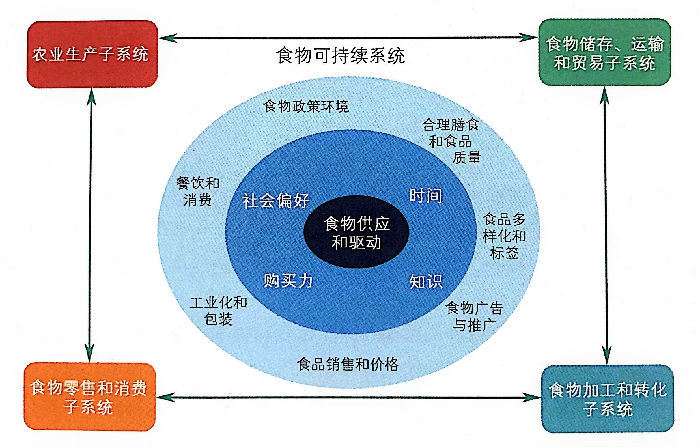 农业生产子系统
食物可持续系统
食物储存、运输
和贸易子系统
食物政策环境
合理膳食
和食品
质量
餐饮和
消费
社会偏好
时间
食物供应
和驱动
食品多
样化和
标签
购买力
知识
工业化和
包装
食物广告
与推广
食品销售和价格
食物零售和消费
子系统
食物加工和转化
子系统